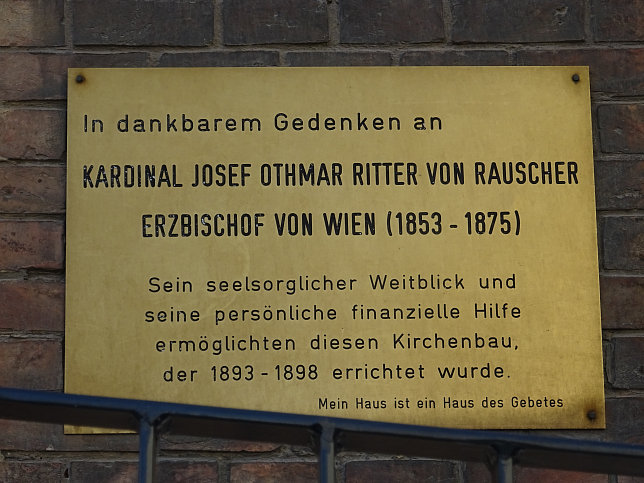 In dankbarem Gedenken an
KARDINAL JOSEF OTHMAR RITTER VON RAUSCHER
ERZBISCHOF VON WIEN (1853 - 1875)
Sein seelsorglicher Weitblick und
seine persönliche finanzielle Hilfe
ermöglichten diesen Kirchenbau,
der 1893 - 1898 errichtet wurde.
Mein Haus ist ein Haus des Gebetes